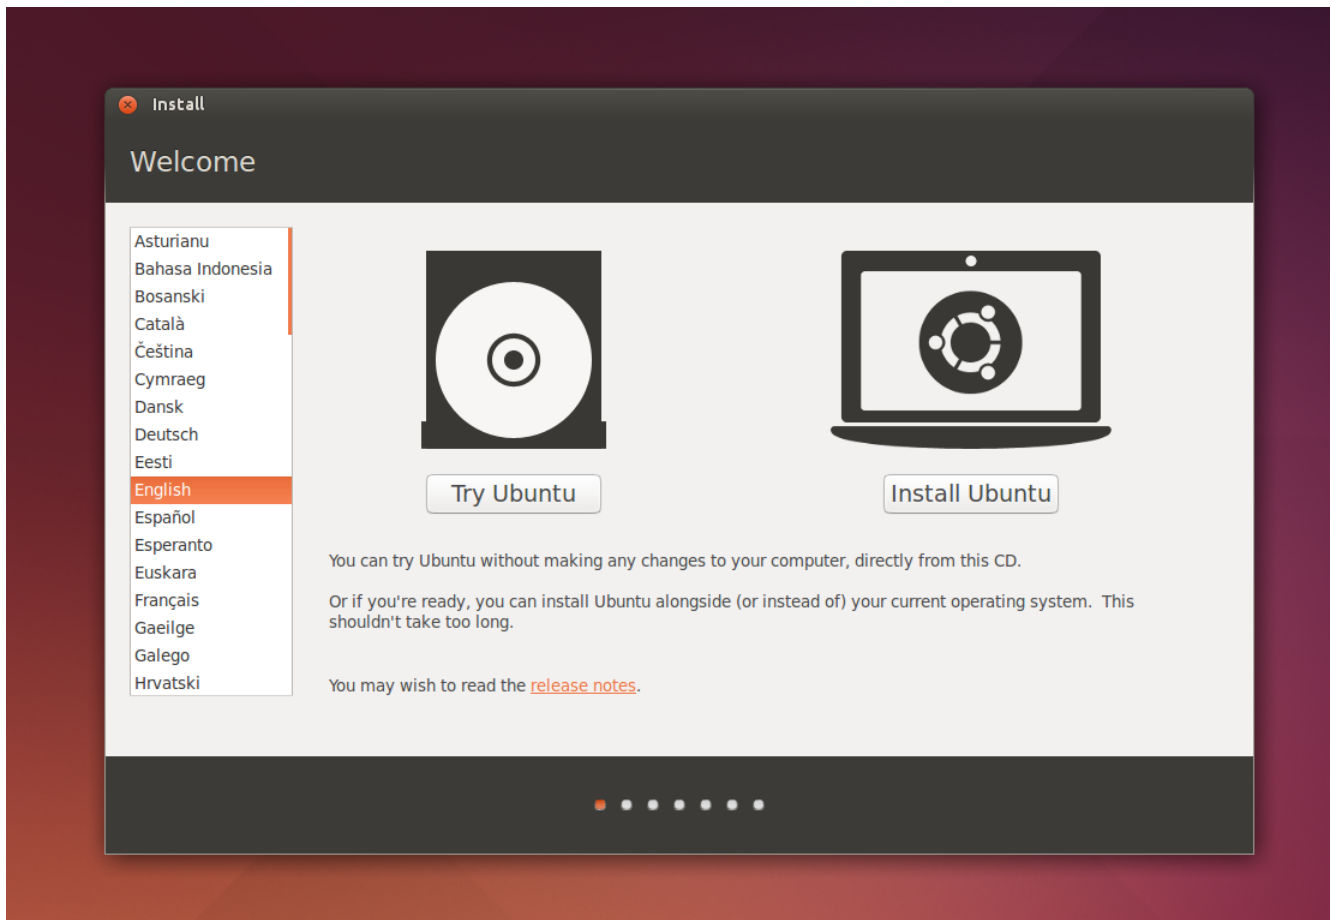 Install
Welcome
Asturianu
Bahasa Indonesia
Bosanski
Català
Čeština
Cymraeg
Dansk
Deutsch
Eesti
English
Español
Esperanto
Euskara
Français
Gaeilge
Galego
Hrvatski
Try Ubuntu
Install Ubuntu
You can try Ubuntu without making any changes to your computer, directly from this CD.
Or if you're ready, you can install Ubuntu alongside (or instead of) your current operating system. This
shouldn't take too long.
You may wish to read the release notes.